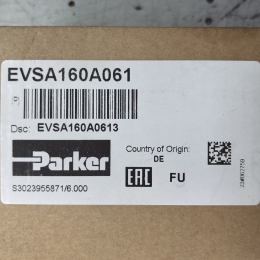 EVSA160A061
Dsc: EVSA160A0613
Parker
Country of Origin:
DE
EAC
FU
S3023955871/6.000